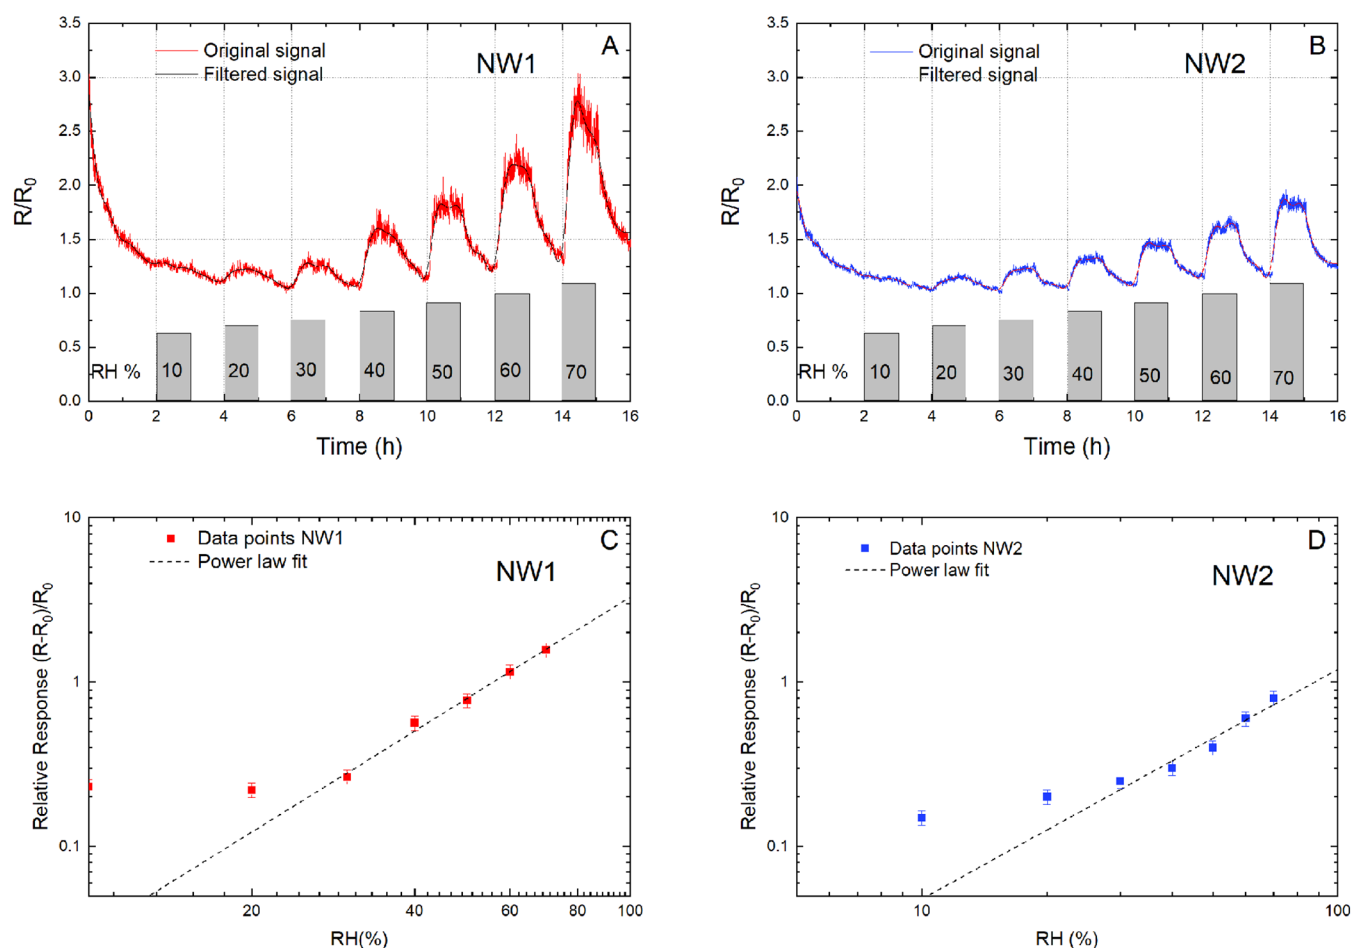 A
NW1
Original signal
Filtered signal
R/R0
3.5
3.0
2.5
2.0
1.5
1.0
0.5
0.0
RH %
10
20
30
40
50
60
70
0 2 4 6 8 10 12 14 16
Time (h)
B
NW2
Original signal
Filtered signal
R/R0
3.5
3.0
2.5
2.0
1.5
1.0
0.5
0.0
RH %
10
20
30
40
50
60
70
0 2 4 6 8 10 12 14 16
Time (h)
C
NW1
Data points NW1
Power law fit
Relative Response (R-R0)/R0
10
1
0.1
20 40 60 80 100
RH(%)
D
NW2
Data points NW2
Power law fit
Relative Response (R-R0)/R0
10
1
0.1
10 100
RH (%)